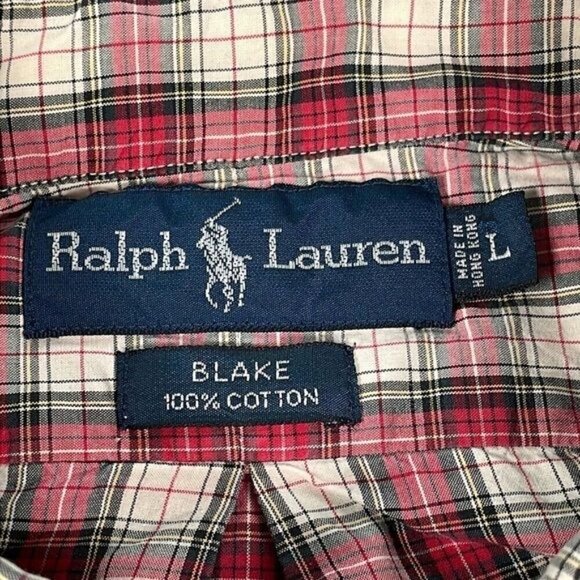 Ralph Lauren
MADE IN
HONG KONG
L
BLAKE
100% COTTON